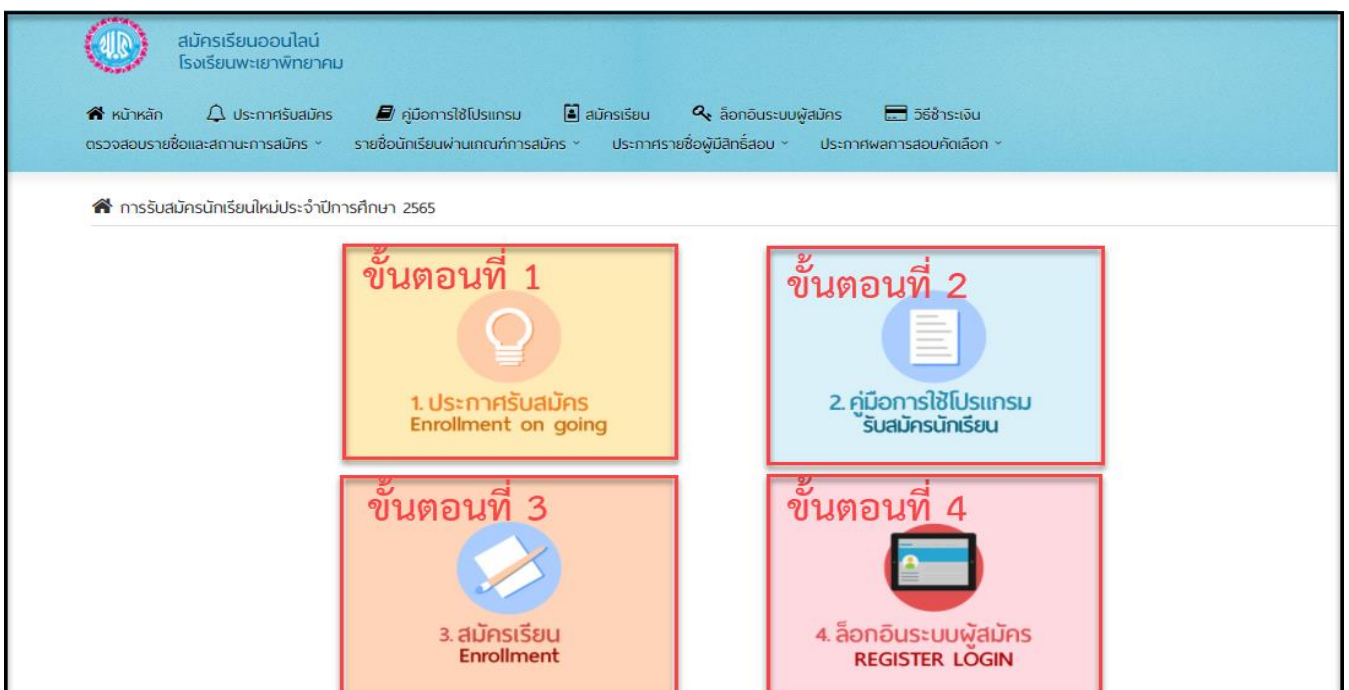 พ.ย.ค
สมัครเรียนออนไลน์
โรงเรียนพะเยาพิทยาคม
หน้าหลัก ประกาศรับสมัคร คู่มือการใช้โปรแกรม สมัครเรียน ล็อกอินระบบผู้สมัคร วิธีชำระเงิน
ตรวจสอบรายชื่อและสถานะการสมัคร รายชื่อนักเรียนผ่านเกณฑ์การสมัคร ประกาศรายชื่อผู้มีสิทธิ์สอบ ประกาศผลการสอบคัดเลือก
การรับสมัครนักเรียนใหม่ประจำปีการศึกษา 2565
ขั้นตอนที่ 1
1. ประกาศรับสมัคร
Enrollment on going
ขั้นตอนที่ 2
2. คู่มือการใช้โปรแกรม
รับสมัครนักเรียน
ขั้นตอนที่ 3
3. สมัครเรียน
Enrollment
ขั้นตอนที่ 4
4. ล็อกอินระบบผู้สมัคร
REGISTER LOGIN